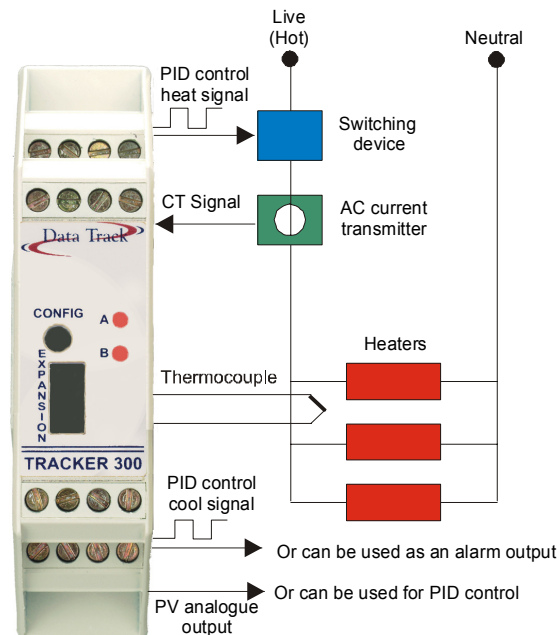 Live
(Hot)
Neutral
PID control
heat signal
Switching
device
CT Signal
AC current
transmitter
Data Track
CONFIG
A
B
EXPANSION
Heaters
Thermocouple
TRACKER 300
PID control
cool signal
Or can be used as an alarm output
Or can be used for PID control
PV analogue
output